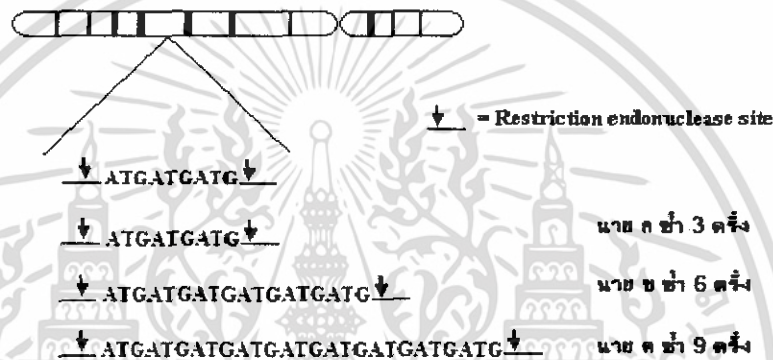 = Restriction endonuclease site
ATGATGATG
ATGATGATG นาย ก ซ้ำ 3 ครั้ง
ATGATGATGATGATGATG นาย ข ซ้ำ 6 ครั้ง
ATGATGATGATGATGATGATGATGATG นาย ค ซ้ำ 9 ครั้ง